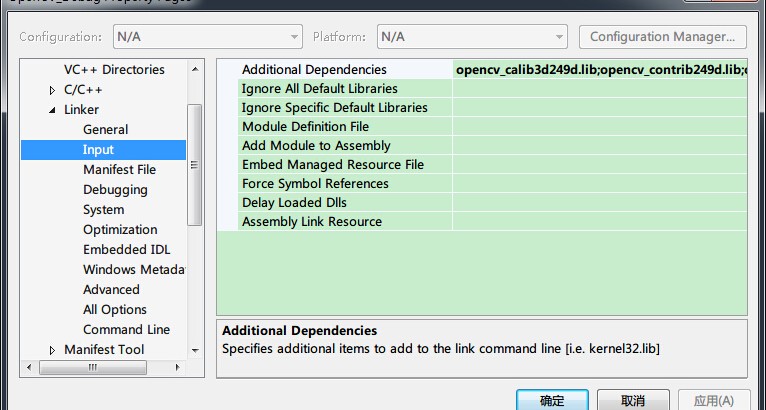 OpenCV_Debug Property Pages
Configuration: N/A Platform: N/A Configuration Manager...
VC++ Directories
C/C++
Linker
General
Input
Manifest File
Debugging
System
Optimization
Embedded IDL
Windows Metada
Advanced
All Options
Command Line
Manifest Tool
Additional Dependencies opencv_calib3d249d.lib;opencv_contrib249d.lib;
Ignore All Default Libraries
Ignore Specific Default Libraries
Module Definition File
Add Module to Assembly
Embed Managed Resource File
Force Symbol References
Delay Loaded Dlls
Assembly Link Resource
Additional Dependencies
Specifies additional items to add to the link command line [i.e. kernel32.lib]
确定 取消 应用(A)